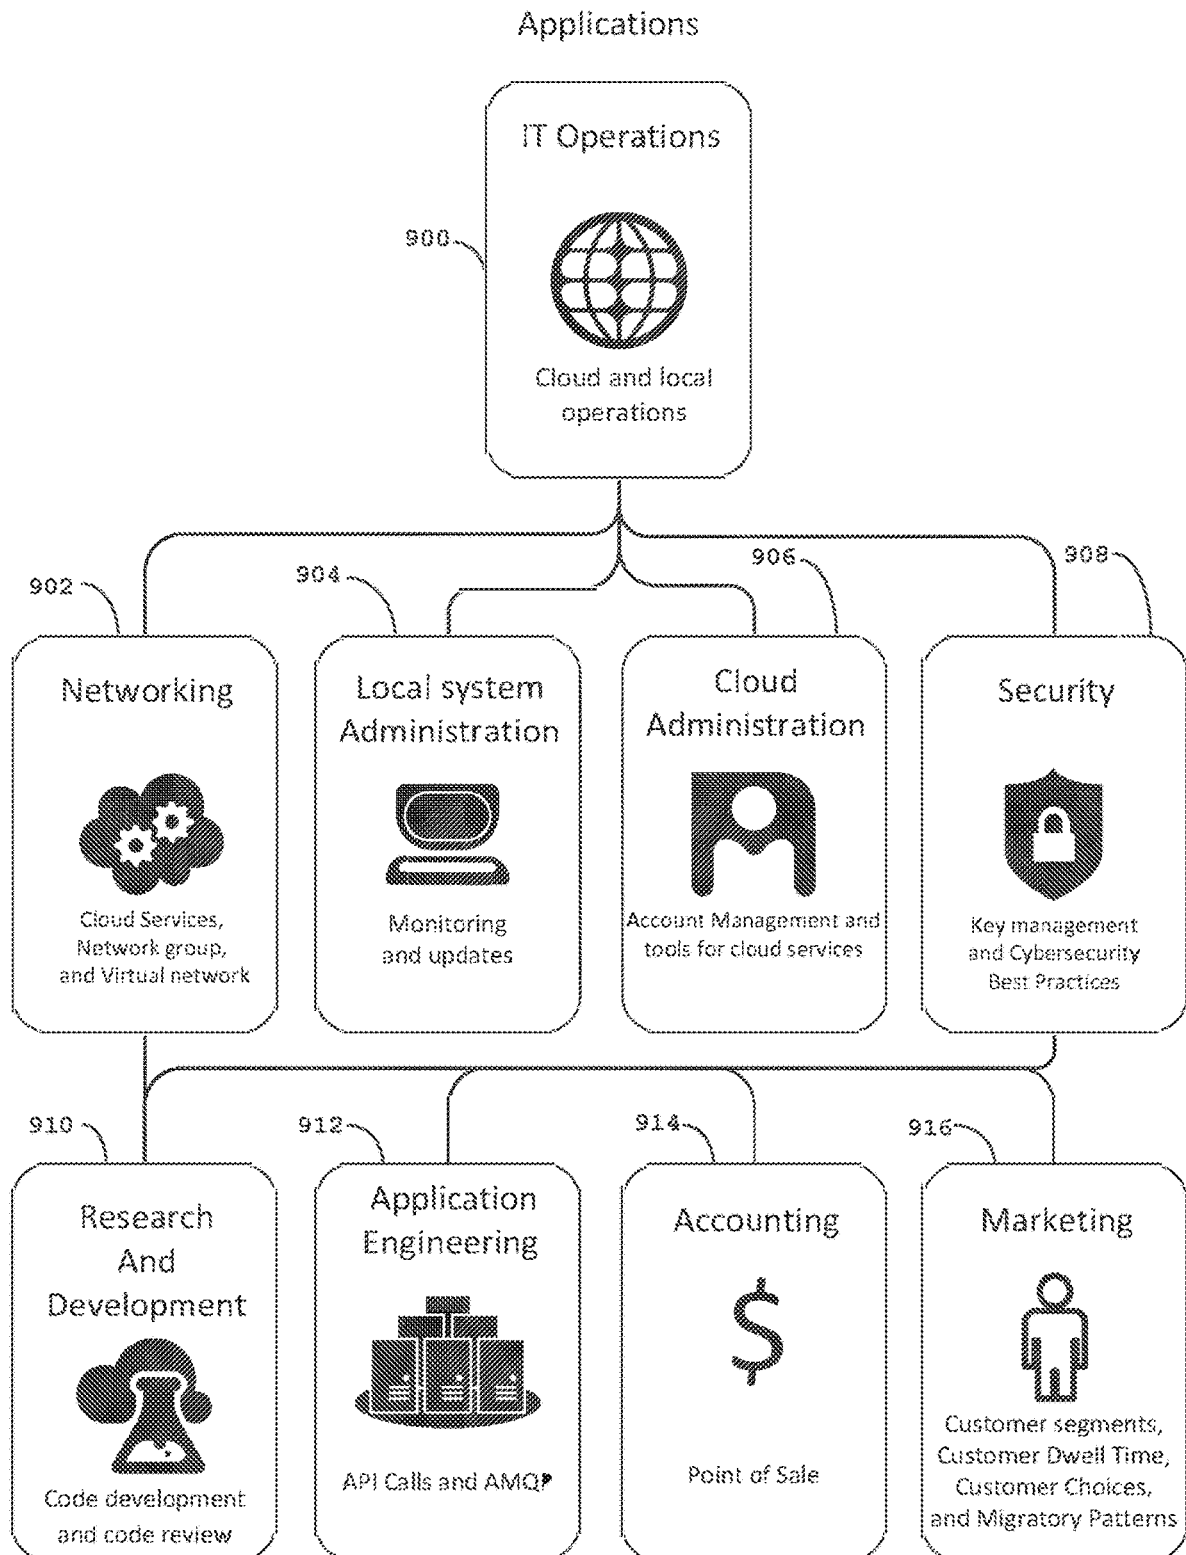 Applications
IT Operations
900
Cloud and local
operations
902
904
906
908
Networking
Cloud Services,
Network group,
and Virtual network
Local system
Administration
Monitoring
and updates
Cloud
Administration
Account Management and
tools for cloud services
Security
Key management
and Cybersecurity
Best Practices
910
912
914
916
Research
And
Development
Code development
and code review
Application
Engineering
API Calls and AMQP
Accounting
$
Point of Sale
Marketing
Customer segments,
Customer Dwell Time,
Customer Choices,
and Migratory Patterns